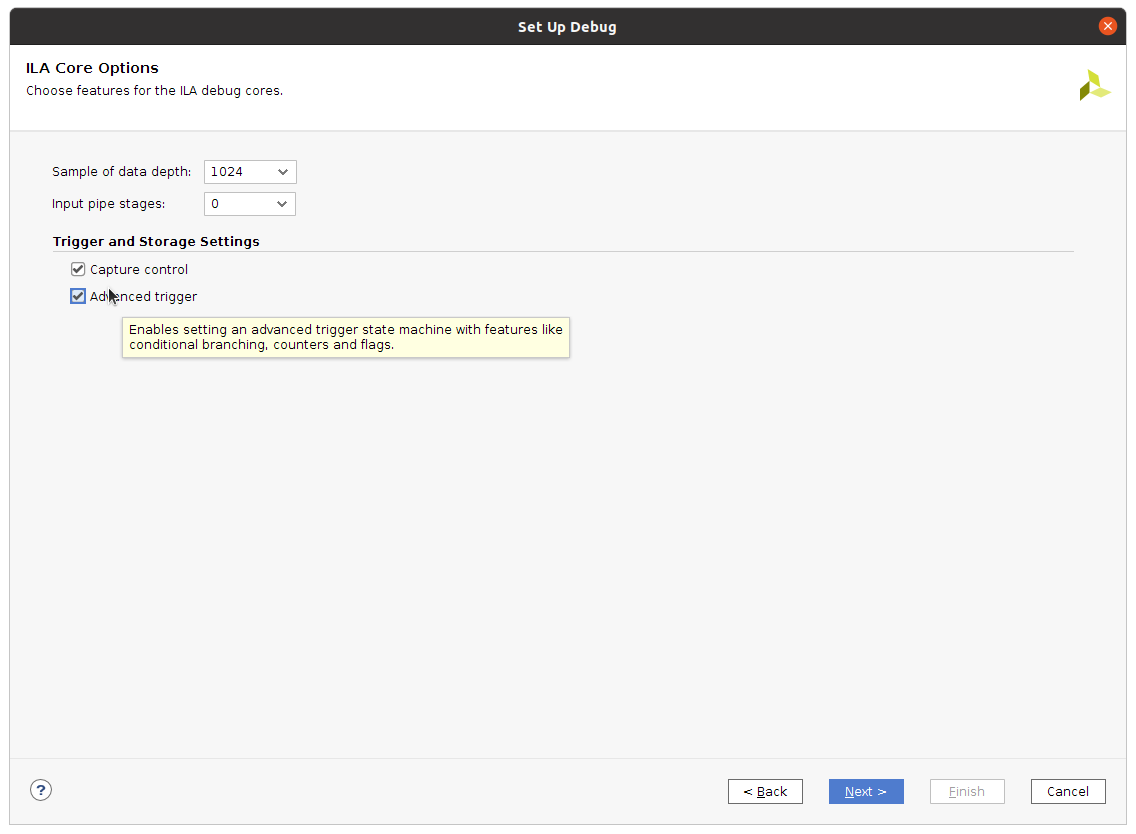 Set Up Debug
ILA Core Options
Choose features for the ILA debug cores.
Sample of data depth: 1024
Input pipe stages: 0
Trigger and Storage Settings
Capture control
Advanced trigger
Enables setting an advanced trigger state machine with features like
conditional branching, counters and flags.
? < Back Next > Finish Cancel